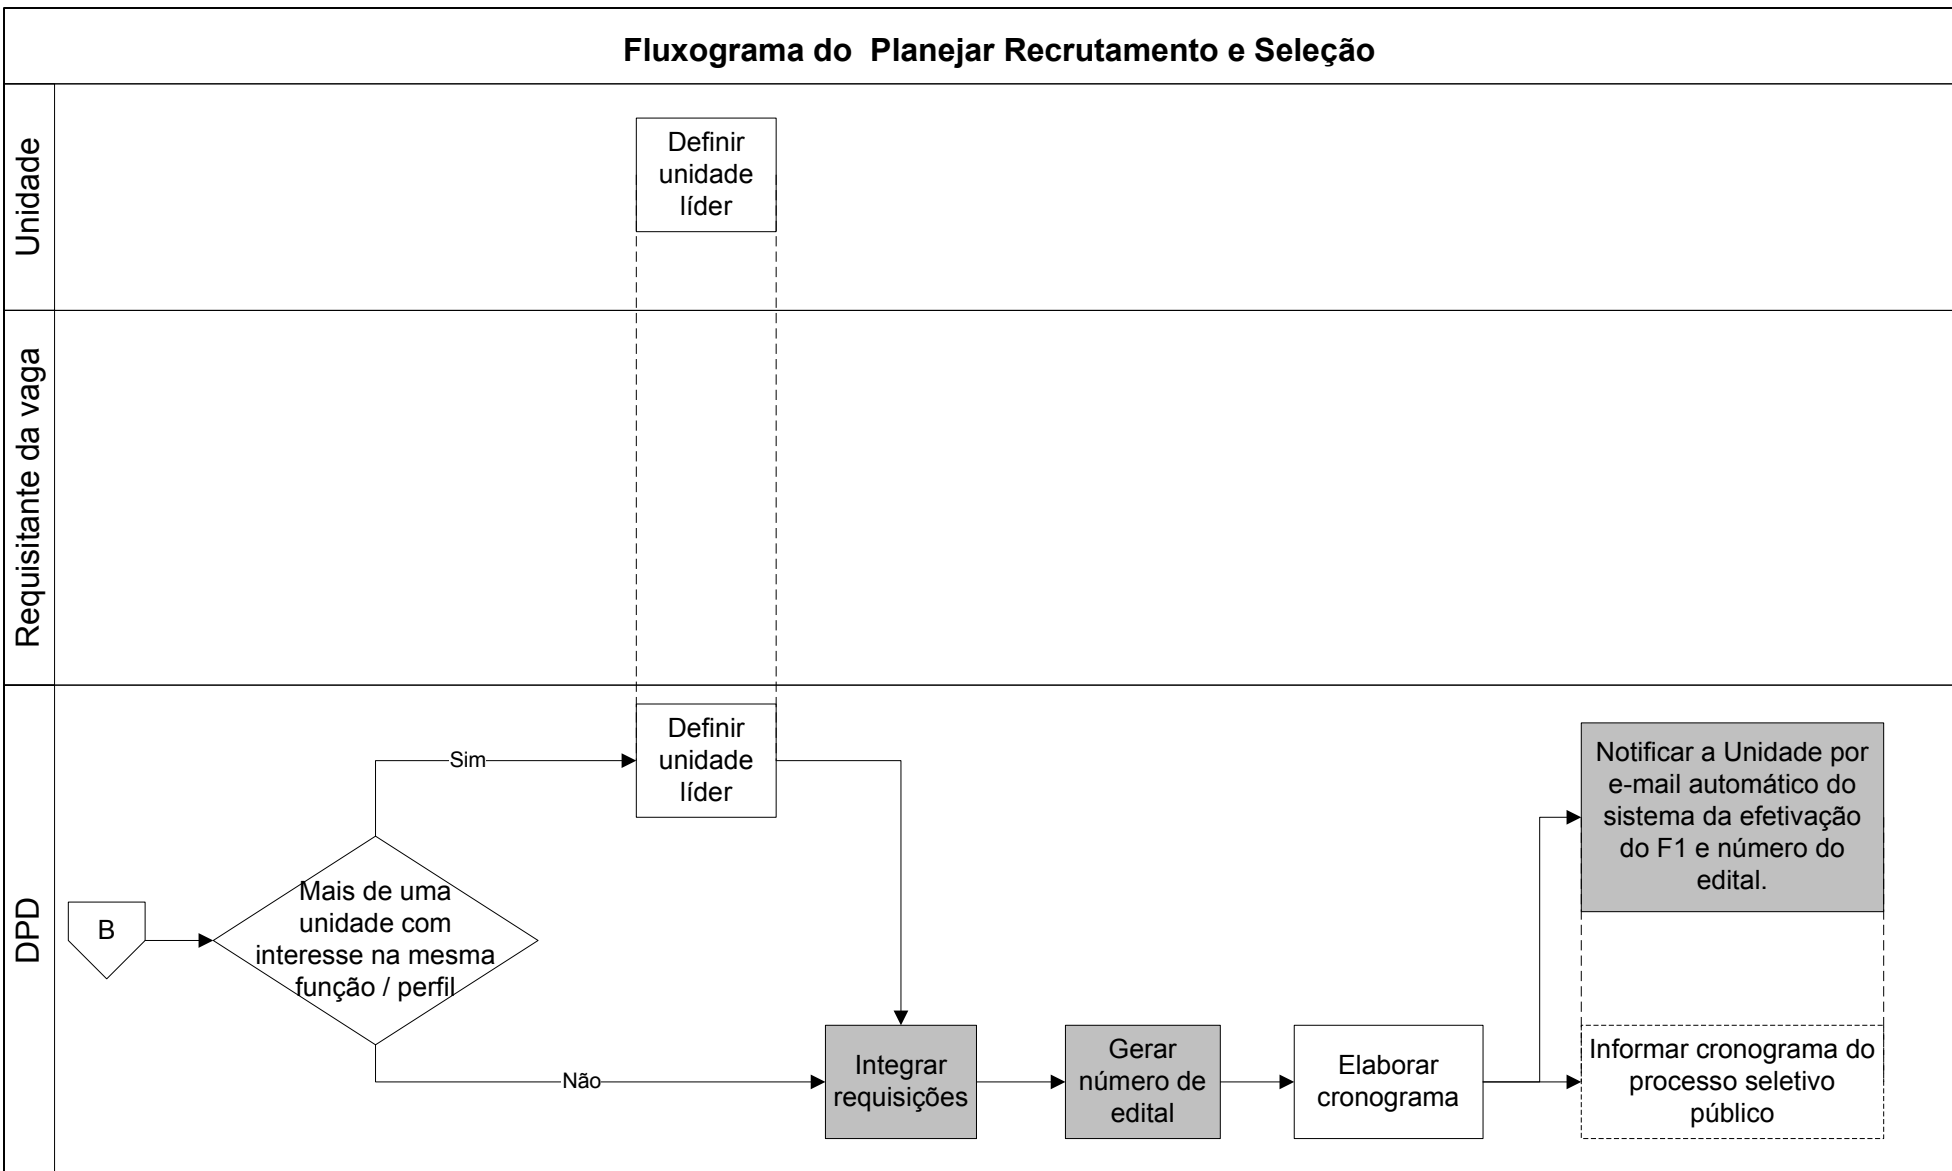 Fluxograma do  Planejar Recrutamento e Seleção
Unidade
Definir
unidade
líder
Requisitante da vaga
DPD
B
Mais de uma
unidade com
interesse na mesma
função / perfil
Sim
Definir
unidade
líder
Não
Integrar
requisições
Gerar
número de
edital
Elaborar
cronograma
Notificar a Unidade por
e-mail automático do
sistema da efetivação
do F1 e número do
edital.
Informar cronograma do
processo seletivo
público